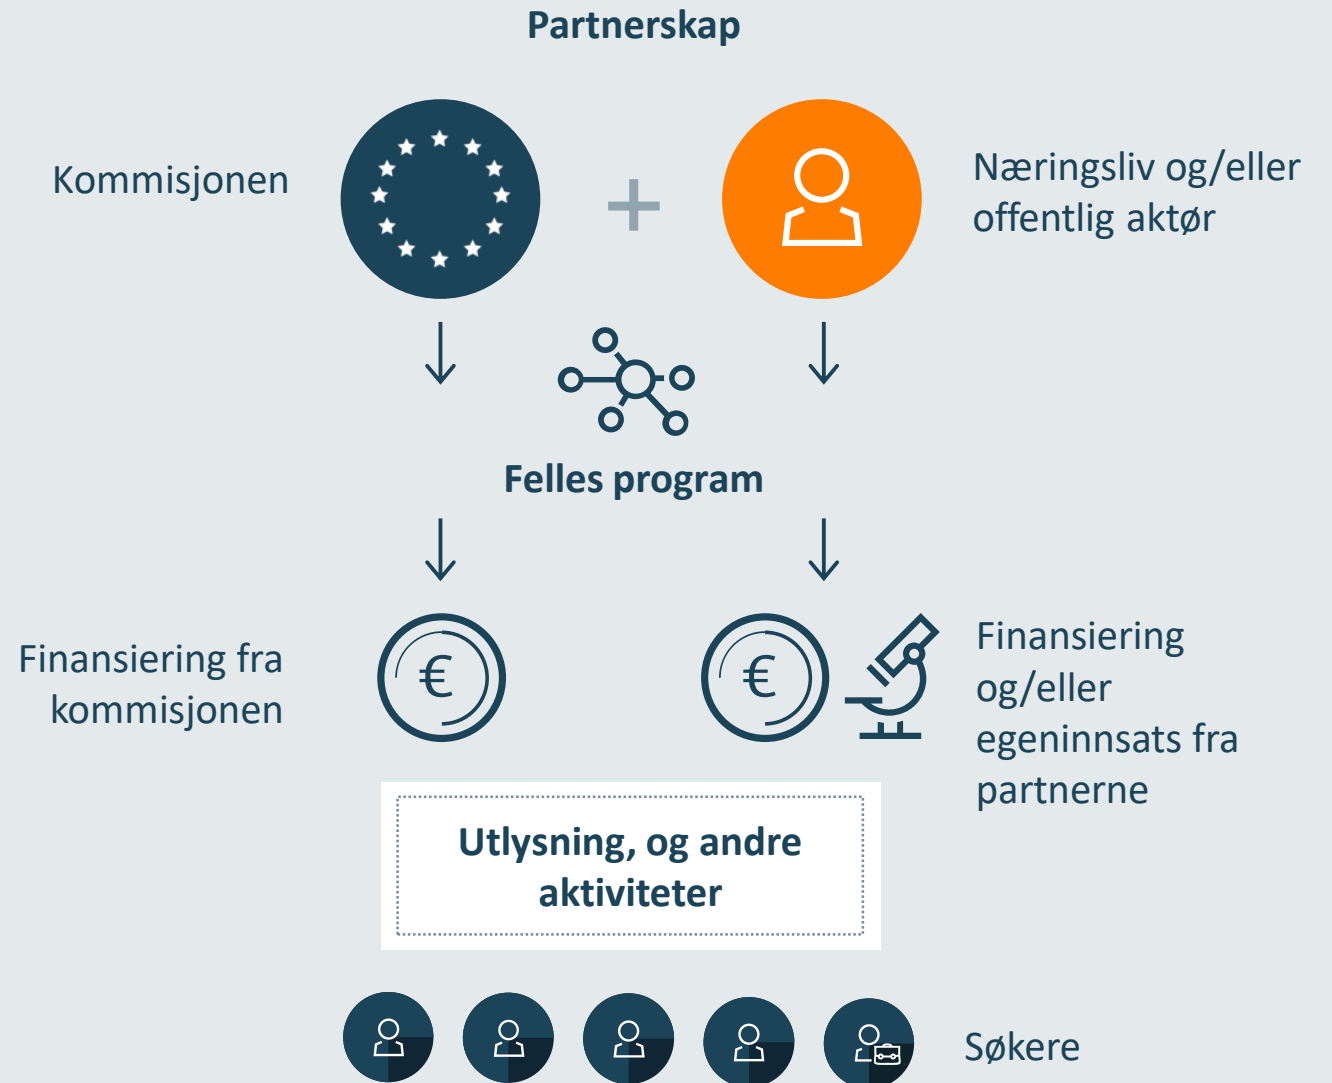 Partnerskap
Kommisjonen
Næringsliv og/eller
offentlig aktør
Felles program
Finansiering fra
kommisjonen
€
€
Finansiering
og/eller
egeninnsats fra
partnerne
Utlysning, og andre
aktiviteter
Søkere